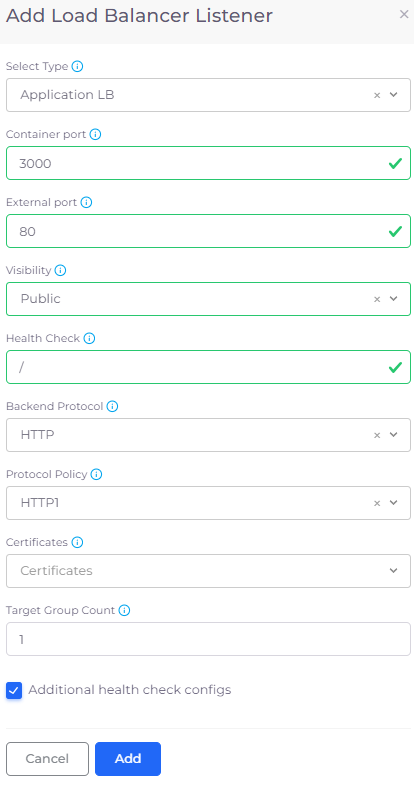 Add Load Balancer Listener
Select Type
Application LB
Container port
3000
External port
80
Visibility
Public
Health Check
/
Backend Protocol
HTTP
Protocol Policy
HTTP1
Certificates
Certificates
Target Group Count
1
Additional health check configs
Cancel
Add